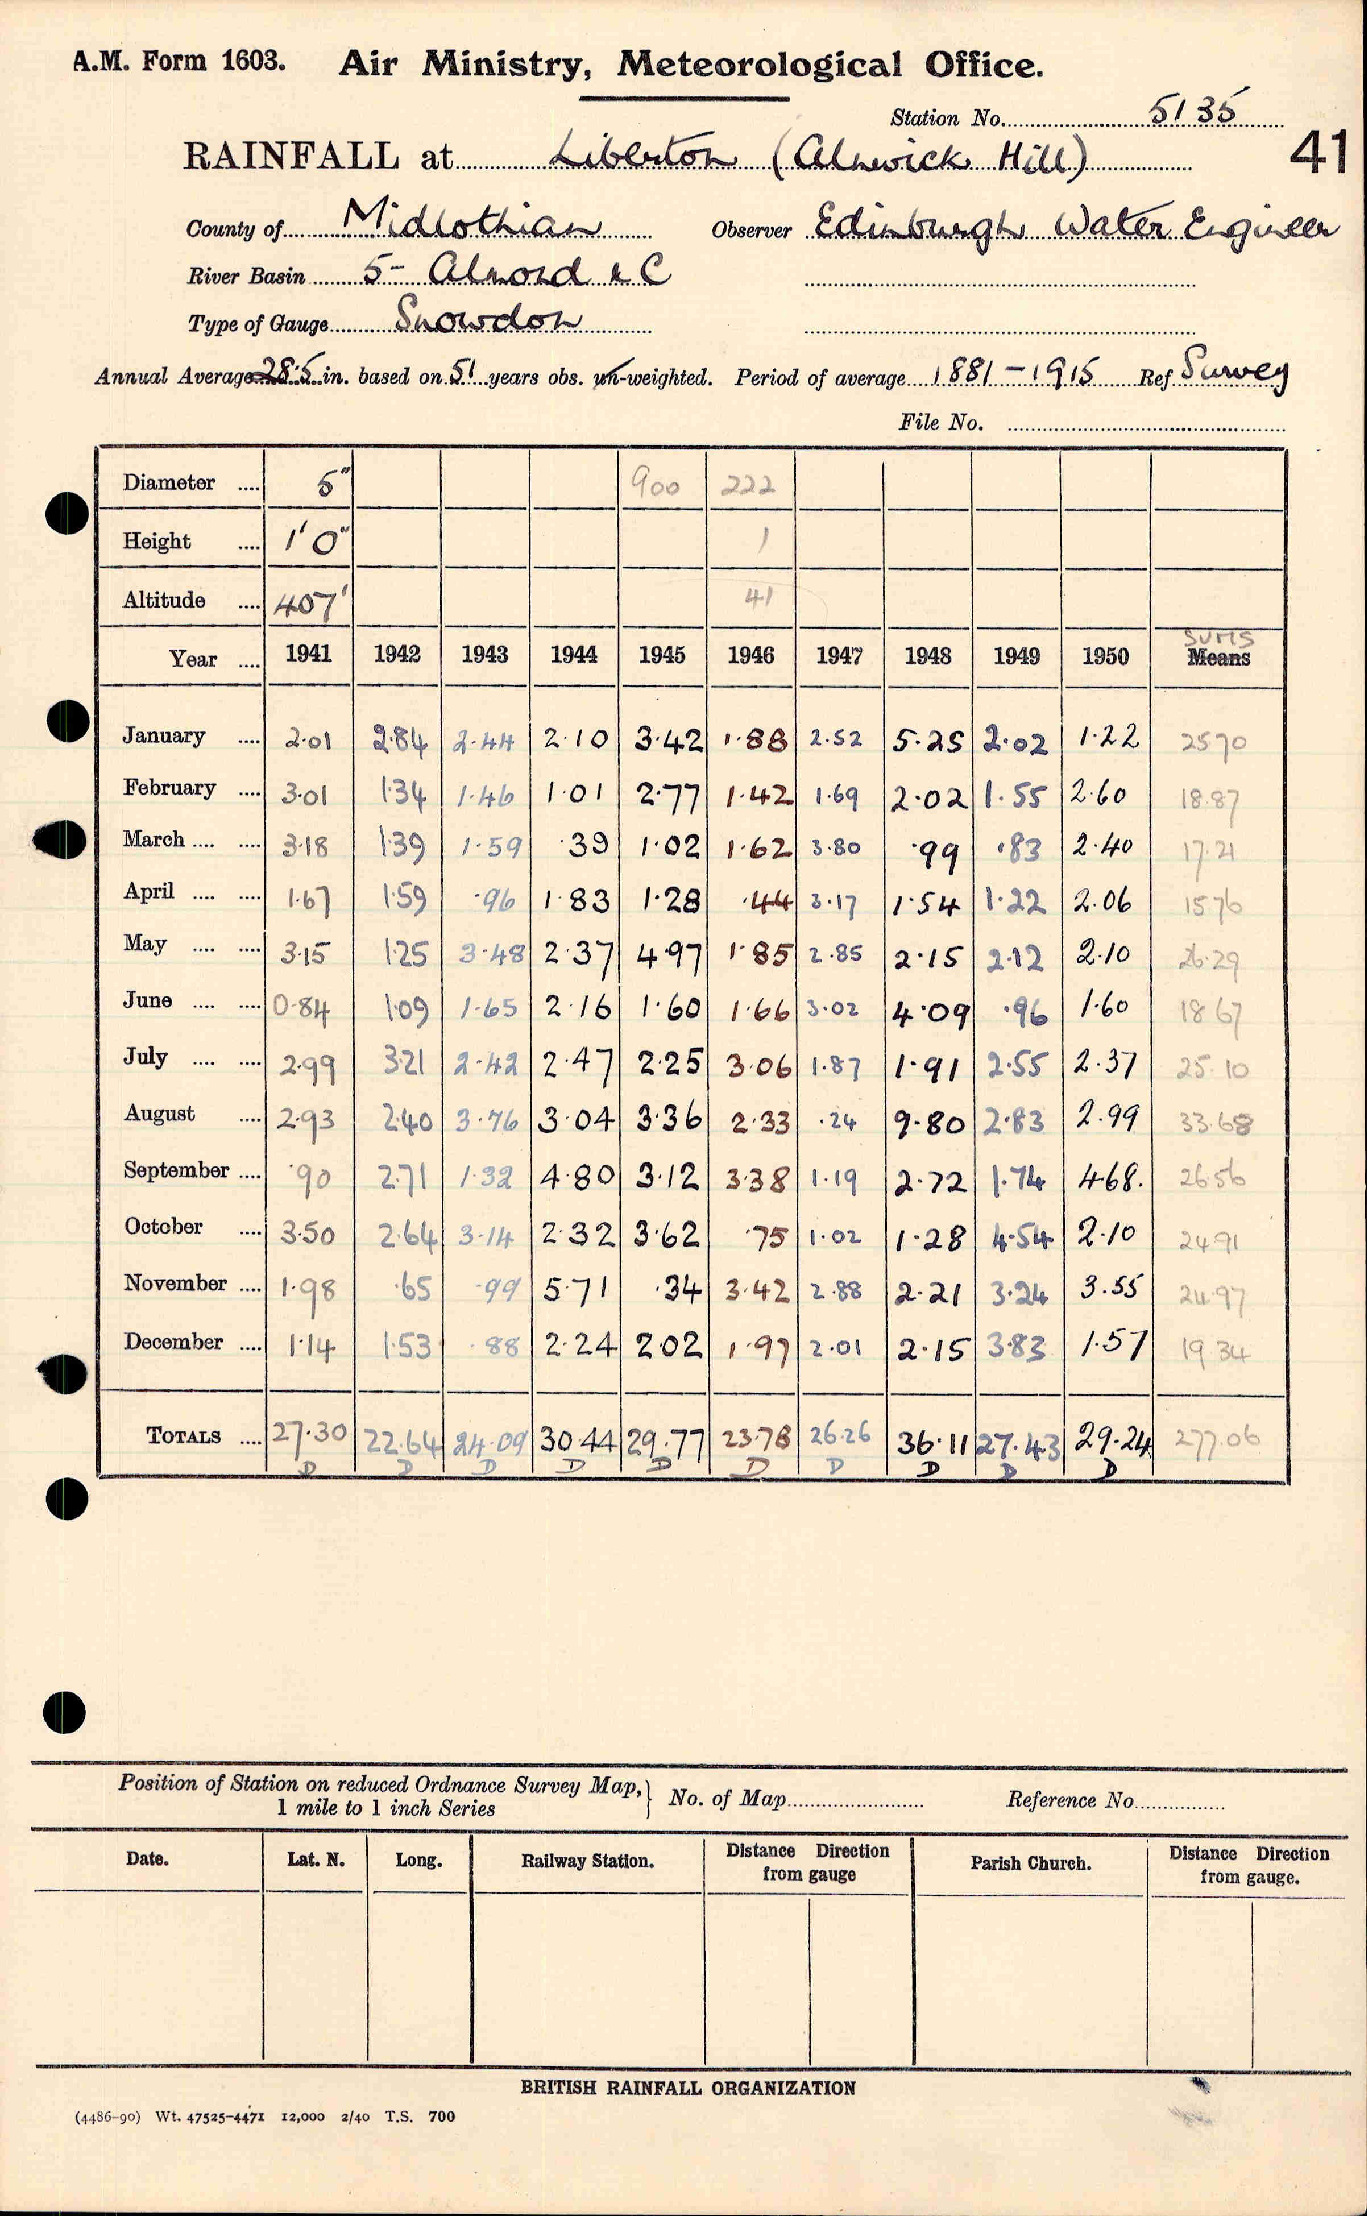 A.M. Form 1603. Air Ministry, Meteorological Office.
Station No. 5135
RAINFALL at Liberton (Alnwick Hill) 41
County of Midlothian Observer Edinburgh Water Engineer
River Basin 5- Almond &C
Type of Gauge Snowdon
Annual Average 28.5 in. based on 51 years obs. un-weighted. Period of average 1881-1915 Ref Survey
File No.
Diameter .... 5" 900 222
Height .... 1'0" 1
Altitude .... 407' 41
SUMS
Year .... 1941 1942 1943 1944 1945 1946 1947 1948 1949 1950 Means
January .... 2.01 2.84 2.44 2.10 3.42 1.88 2.52 5.25 2.02 1.22 25 70
February .... 3.01 1.34 1.46 1.01 2.77 1.42 1.69 2.02 1.55 2.60 18.87
March .... .... 3.18 1.39 1.59 .39 1.02 1.62 3.80 .99 .83 2.40 17.21
April .... .... 1.67 1.59 .96 1.83 1.28 .44 3.17 1.54 1.22 2.06 15 76
May .... .... 3.15 1.25 3.48 2.37 4.97 1.85 2.85 2.15 2.12 2.10 26.29
June .... .... 0.84 1.09 1.65 2.16 1.60 1.66 3.02 4.09 .96 1.60 18 67
July .... .... 2.99 3.21 2.42 2.47 2.25 3.06 1.87 1.91 2.55 2.37 25.10
August .... 2.93 2.40 3.76 3.04 3.36 2.33 .24 9.80 2.83 2.99 33.68
September .... .90 2.71 1.32 4.80 3.12 3.38 1.19 2.72 1.74 4.68. 26 56
October .... 3.50 2.64 3.14 2.32 3.62 .75 1.02 1.28 4.54 2.10 24 91
November .... 1.98 .65 .99 5.71 .34 3.42 2.88 2.21 3.24 3.55 24.97
December .... 1.14 1.53 .88 2.24 2.02 1.97 2.01 2.15 3.83 1.57 19 34
TOTALS .... 27.30 22.64 24.09 30.44 29.77 23.78 26.26 36.11 27.43 29.24 277.06
D D D D D D D D D D
Position of Station on reduced Ordnance Survey Map, } No. of Map Reference No.
1 mile to 1 inch Series
Date. Lat. N. Long. Railway Station. Distance Direction Parish Church. Distance Direction
from gauge from gauge.
BRITISH RAINFALL ORGANIZATION
(4486-90) Wt. 47525-4471 12,000 2/40 T.S. 700